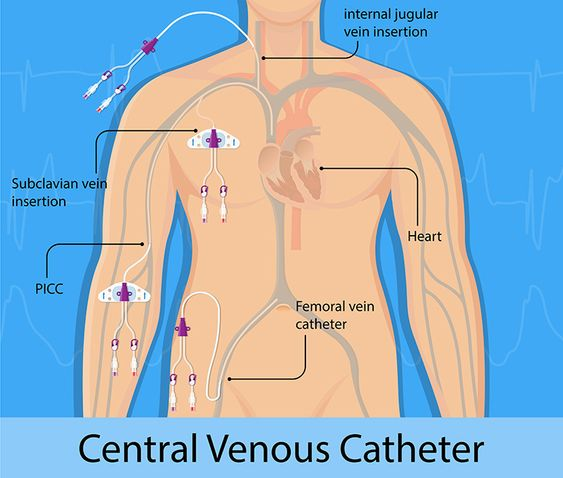 internal jugular
vein insertion
Subclavian vein
insertion
Heart
PICC
Femoral vein
catheter
Central Venous Catheter